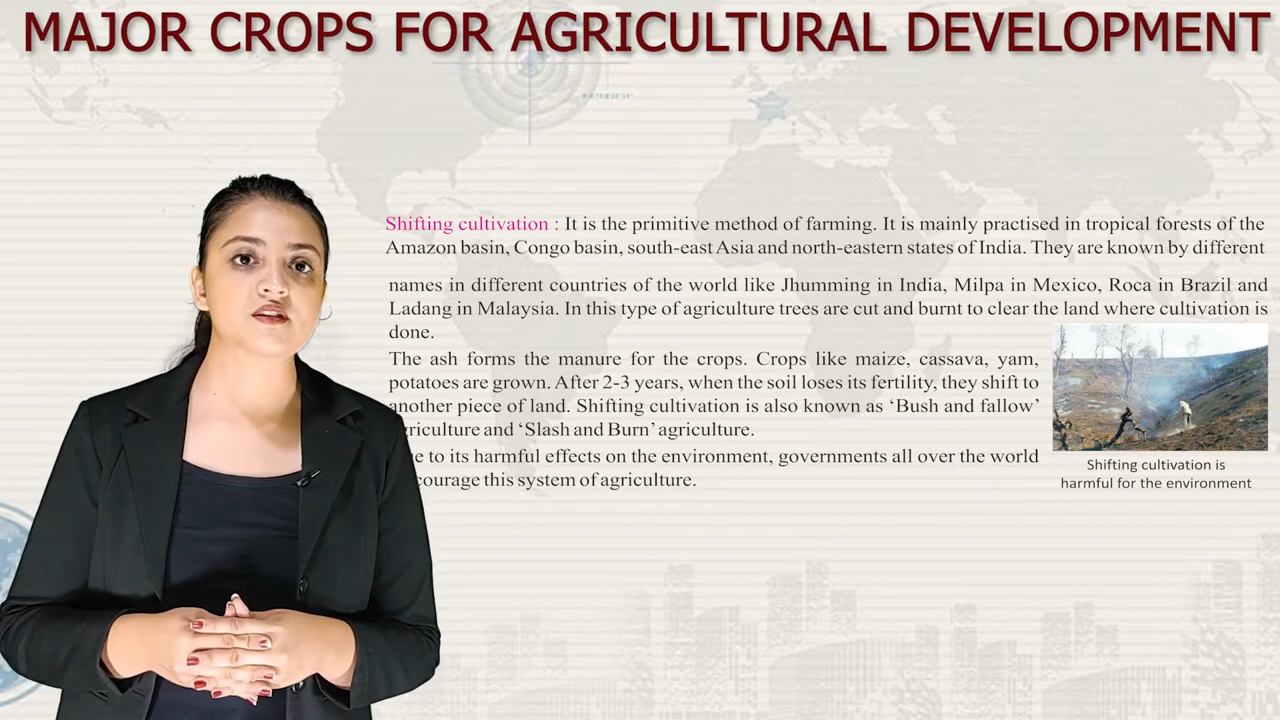 MAJOR CROPS FOR AGRICULTURAL DEVELOPMENT
Shifting cultivation : It is the primitive method of farming. It is mainly practised in tropical forests of the
Amazon basin, Congo basin, south-east Asia and north-eastern states of India. They are known by different
names in different countries of the world like Jhumming in India, Milpa in Mexico, Roca in Brazil and
Ladang in Malaysia. In this type of agriculture trees are cut and burnt to clear the land where cultivation is
done.
The ash forms the manure for the crops. Crops like maize, cassava, yam,
potatoes are grown. After 2-3 years, when the soil loses its fertility, they shift to
another piece of land. Shifting cultivation is also known as ‘Bush and fallow’
griculture and ‘Slash and Burn’ agriculture.
e to its harmful effects on the environment, governments all over the world
courage this system of agriculture.
Shifting cultivation is
harmful for the environment